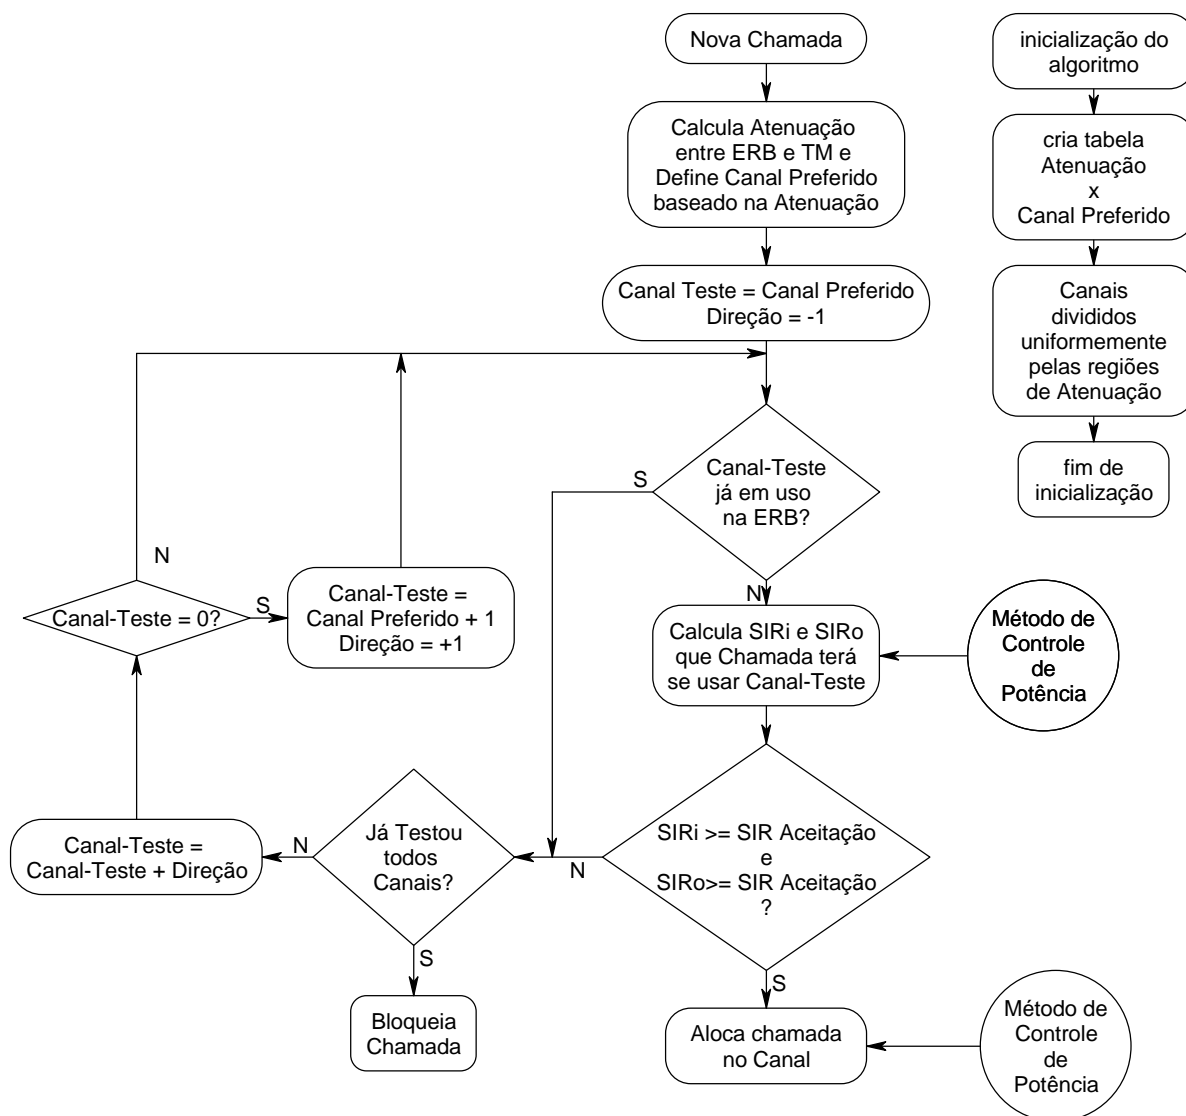 Nova Chamada
Calcula Atenuação
entre ERB e TM e
Define Canal Preferido
baseado na Atenuação
Canal Teste = Canal Preferido
Direção = -1
Canal-Teste
já em uso
na ERB?
S
N
Calcula SIRi e SIRo
que Chamada terá
se usar Canal-Teste
Método de
Controle
de
Potência
SIRi >= SIR Aceitação
e
SIRo>= SIR Aceitação
?
N
S
Aloca chamada
no Canal
Método de
Controle
de
Potência
Já Testou
todos
Canais?
N
S
Bloqueia
Chamada
Canal-Teste =
Canal-Teste + Direção
Canal-Teste = 0?
N
S
Canal-Teste =
Canal Preferido + 1
Direção = +1
inicialização do
algoritmo
cria tabela
Atenuação
x
Canal Preferido
Canais
divididos
uniformemente
pelas regiões
de Atenuação
fim de
inicialização